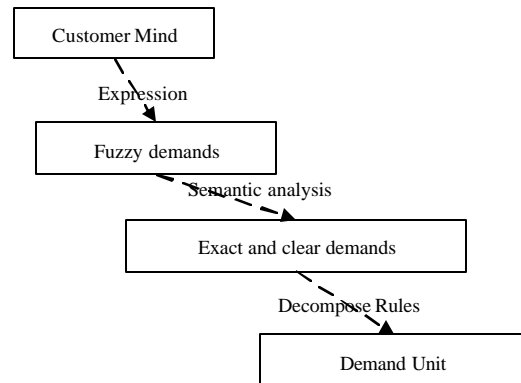 Customer Mind
Expression
Fuzzy demands
Semantic analysis
Exact and clear demands
Decompose Rules
Demand Unit